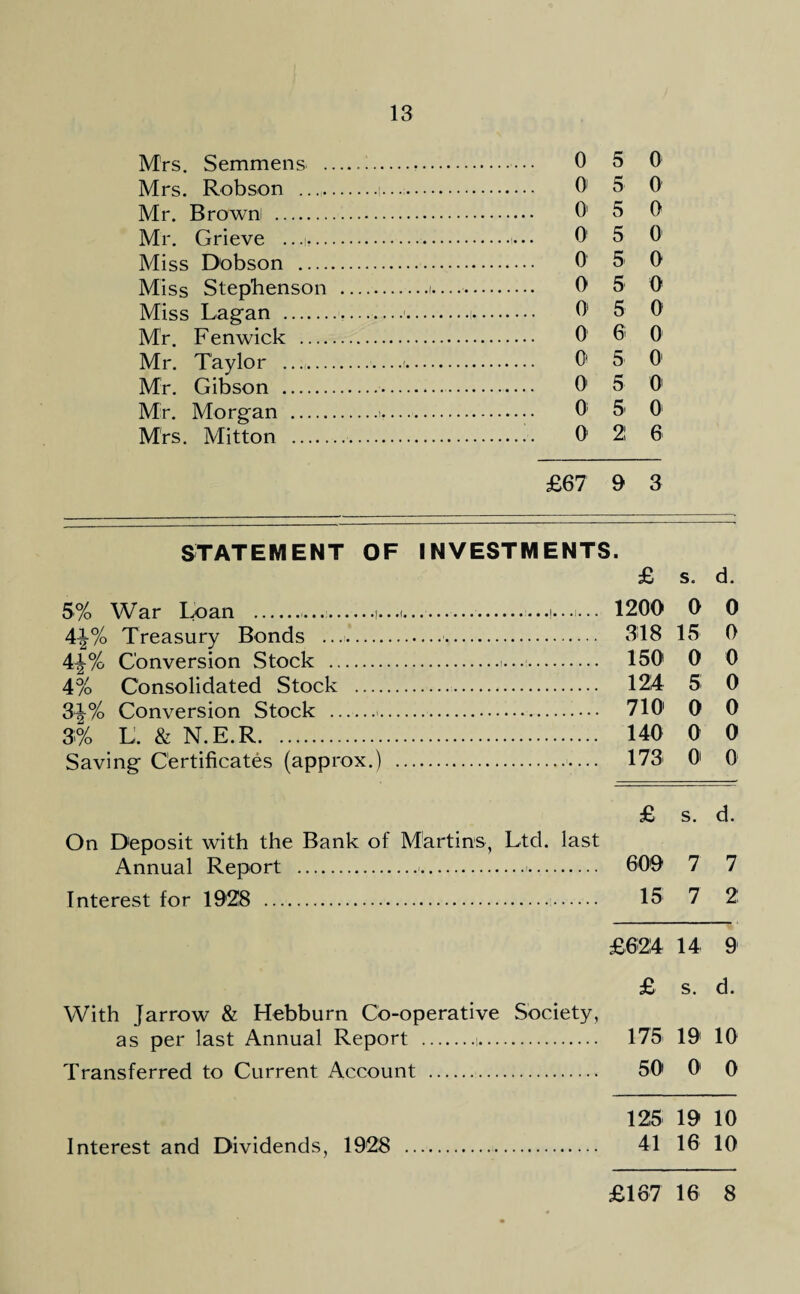 13
Mrs. Semmens ........................ 0 5 0
Mrs. Robson ........................ 0 5 0
Mr. Brown ........................ 0 5 0
Mr. Grieve ........................ 0 5 0
Miss Dobson ........................ 0 5 0
Miss Stephenson ........................ 0 5 0
Miss Lagan ........................ 0 5 0
Mr. Fenwick ........................ 0 6 0
Mr. Taylor ........................ 0 5 0
Mr. Gibson ........................ 0 5 0
Mr. Morgan ........................ 0 5 0
Mrs. Mitton ........................ 0 2 6
£67 9 3
STATEMENT OF INVESTMENTS.
£ s. d.
5% War Loan ........................ 1200 0 0
4½% Treasury Bonds ........................ 318 15 0
4½% Conversion Stock ........................ 150 0 0
4% Consolidated Stock ........................ 124 5 0
3½% Conversion Stock ........................ 710 0 0
3% L. & N.E.R. ........................ 140 0 0
Saving Certificates (approx.) ........................ 173 0 0
£ s. d.
On Deposit with the Bank of Martins, Ltd. last
Annual Report ........................ 609 7 7
Interest for 1928 ........................ 15 7 2
£624 14 9
£ s. d.
With Jarrow & Hebburn Co-operative Society,
as per last Annual Report ........................ 175 19 10
Transferred to Current Account ........................ 50 0 0
125 19 10
Interest and Dividends, 1928 ........................ 41 16 10
£167 16 8